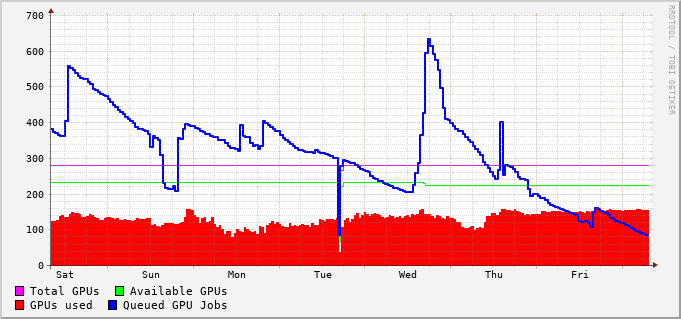 700
600
500
400
300
200
100
0
Sat Sun Mon Tue Wed Thu Fri
Total GPUs Available GPUs
GPUs used Queued GPU Jobs
RRDTOOL / TOBI OETIKER